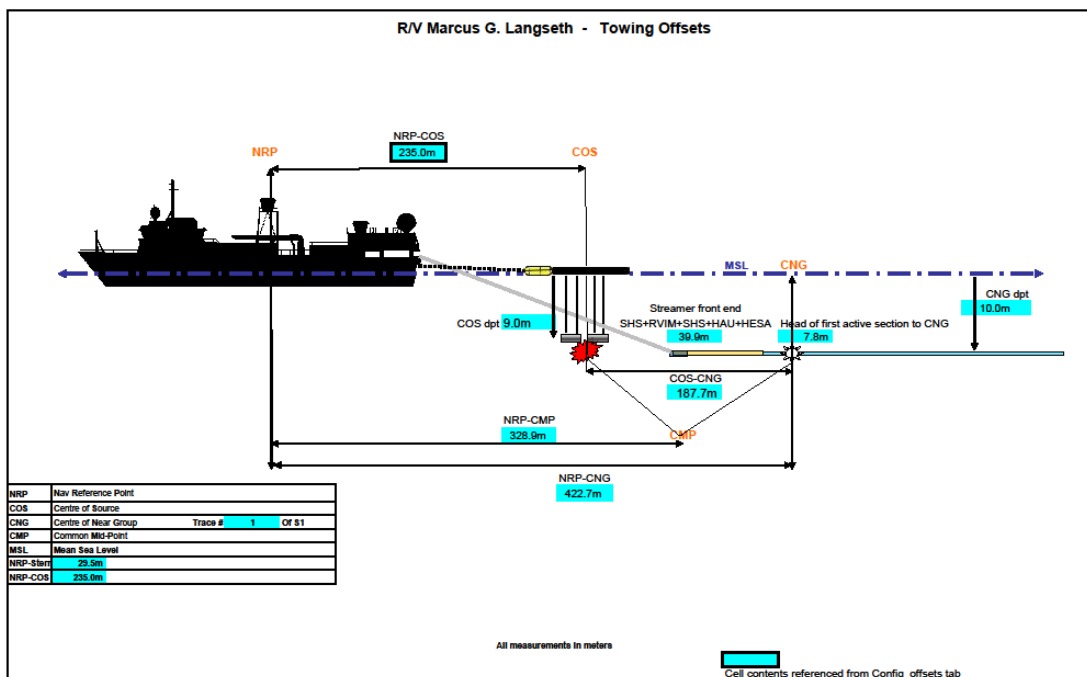 R/V Marcus G. Langseth - Towing Offsets
NRP-COS
NRP
235.0m
COS
MSL
CNG
CNG dpt
10.0m
Streamer front end
COS dpt 9.0m
SHS+RVIM+SHS+HAU+HESA
Head of first active section to CNG
39.9m
7.8m
COS-CNG
187.7m
NRP-CMP
328.9m
CMP
NRP-CNG
422.7m
NRP Nav Reference Point
COS Centre of Source
CNG Centre of Near Group Trace # 1 Of S1
CMP Common Mid-Point
MSL Mean Sea Level
NRP-Stern 29.5m
NRP-COS 235.0m
All measurements in meters
Cell contents referenced from Config_offsets tab